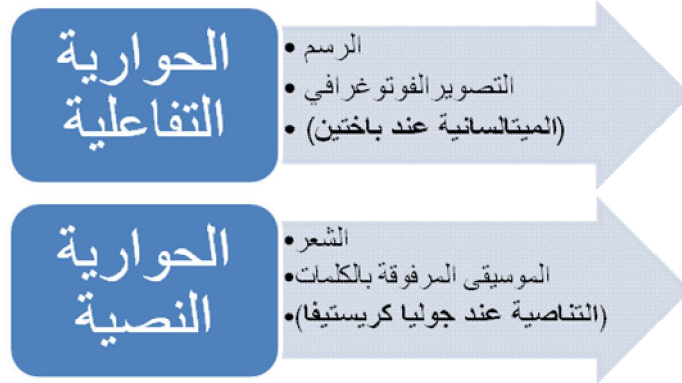 الحوارية
التفاعلية
• الرسم
• التصوير الفوتوغرافي
• (الميتالسانية عند باختين)
الحوارية
النصية
• الشعر
• الموسيقى المرفوقة بالكلمات
• (التناصية عند جوليا كريستيفا)